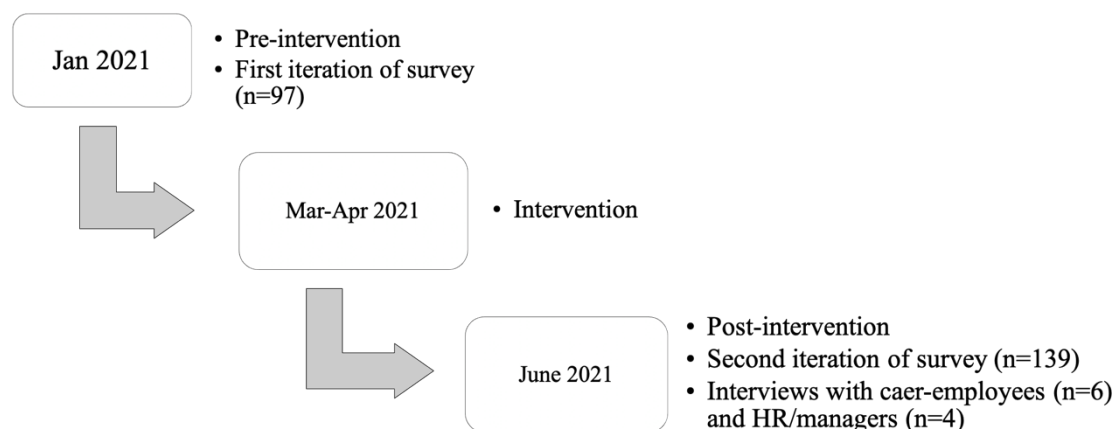 Jan 2021
• Pre-intervention
• First iteration of survey
(n=97)
Mar-Apr 2021
• Intervention
June 2021
• Post-intervention
• Second iteration of survey (n=139)
• Interviews with caer-employees (n=6)
and HR/managers (n=4)